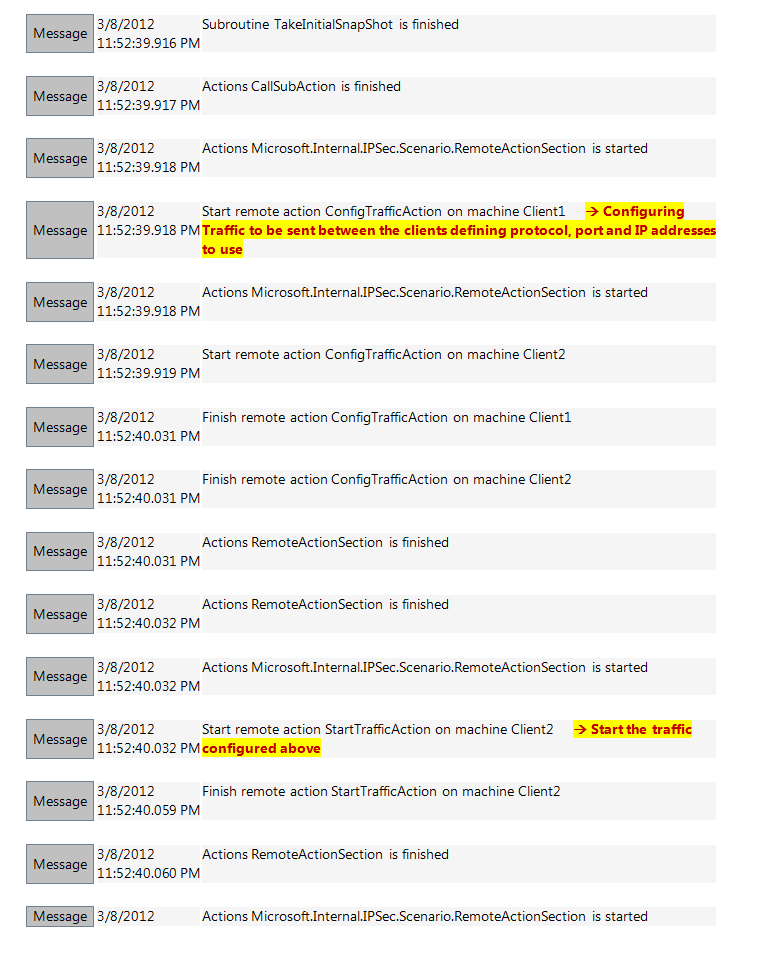 Message 3/8/2012 Subroutine TakeInitialSnapShot is finished
11:52:39.916 PM
Message 3/8/2012 Actions CallSubAction is finished
11:52:39.917 PM
Message 3/8/2012 Actions Microsoft.Internal.IPSec.Scenario.RemoteActionSection is started
11:52:39.918 PM
Message 3/8/2012 Start remote action ConfigTrafficAction on machine Client1 → Configuring
11:52:39.918 PM Traffic to be sent between the clients defining protocol, port and IP addresses
to use
Message 3/8/2012 Actions Microsoft.Internal.IPSec.Scenario.RemoteActionSection is started
11:52:39.918 PM
Message 3/8/2012 Start remote action ConfigTrafficAction on machine Client2
11:52:39.919 PM
Message 3/8/2012 Finish remote action ConfigTrafficAction on machine Client1
11:52:40.031 PM
Message 3/8/2012 Finish remote action ConfigTrafficAction on machine Client2
11:52:40.031 PM
Message 3/8/2012 Actions RemoteActionSection is finished
11:52:40.031 PM
Message 3/8/2012 Actions RemoteActionSection is finished
11:52:40.032 PM
Message 3/8/2012 Actions Microsoft.Internal.IPSec.Scenario.RemoteActionSection is started
11:52:40.032 PM
Message 3/8/2012 Start remote action StartTrafficAction on machine Client2 → Start the traffic
11:52:40.032 PM configured above
Message 3/8/2012 Finish remote action StartTrafficAction on machine Client2
11:52:40.059 PM
Message 3/8/2012 Actions RemoteActionSection is finished
11:52:40.060 PM
Message 3/8/2012 Actions Microsoft.Internal.IPSec.Scenario.RemoteActionSection is started